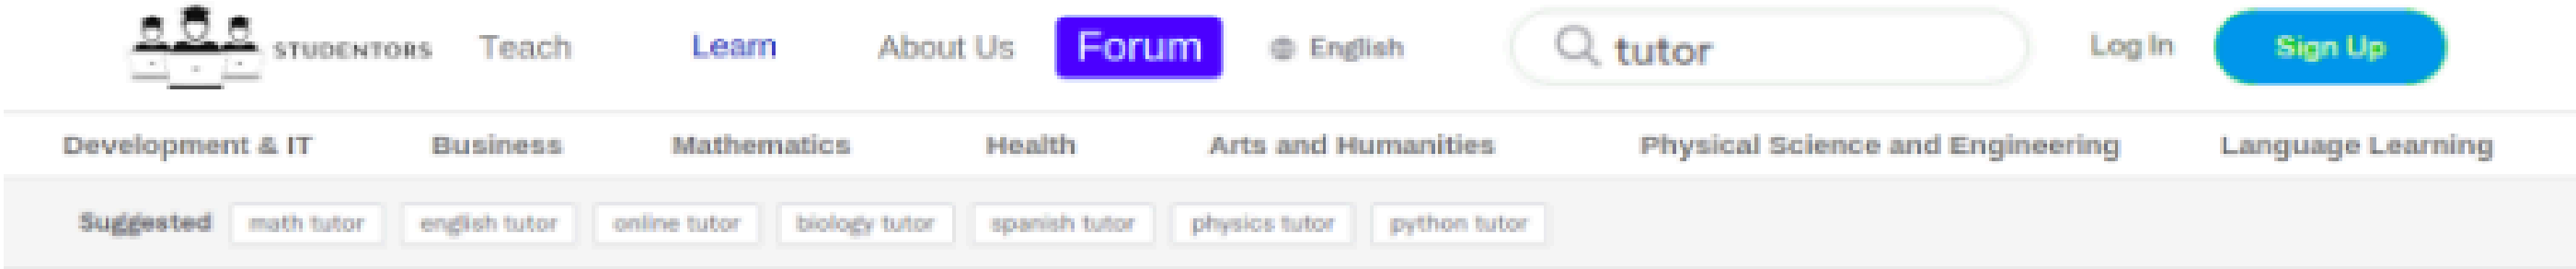 STUDENTORS Teach Learn About Us Forum English tutor Log In Sign Up
Development & IT Business Mathematics Health Arts and Humanities Physical Science and Engineering Language Learning
Suggested math tutor english tutor online tutor biology tutor spanish tutor physics tutor python tutor